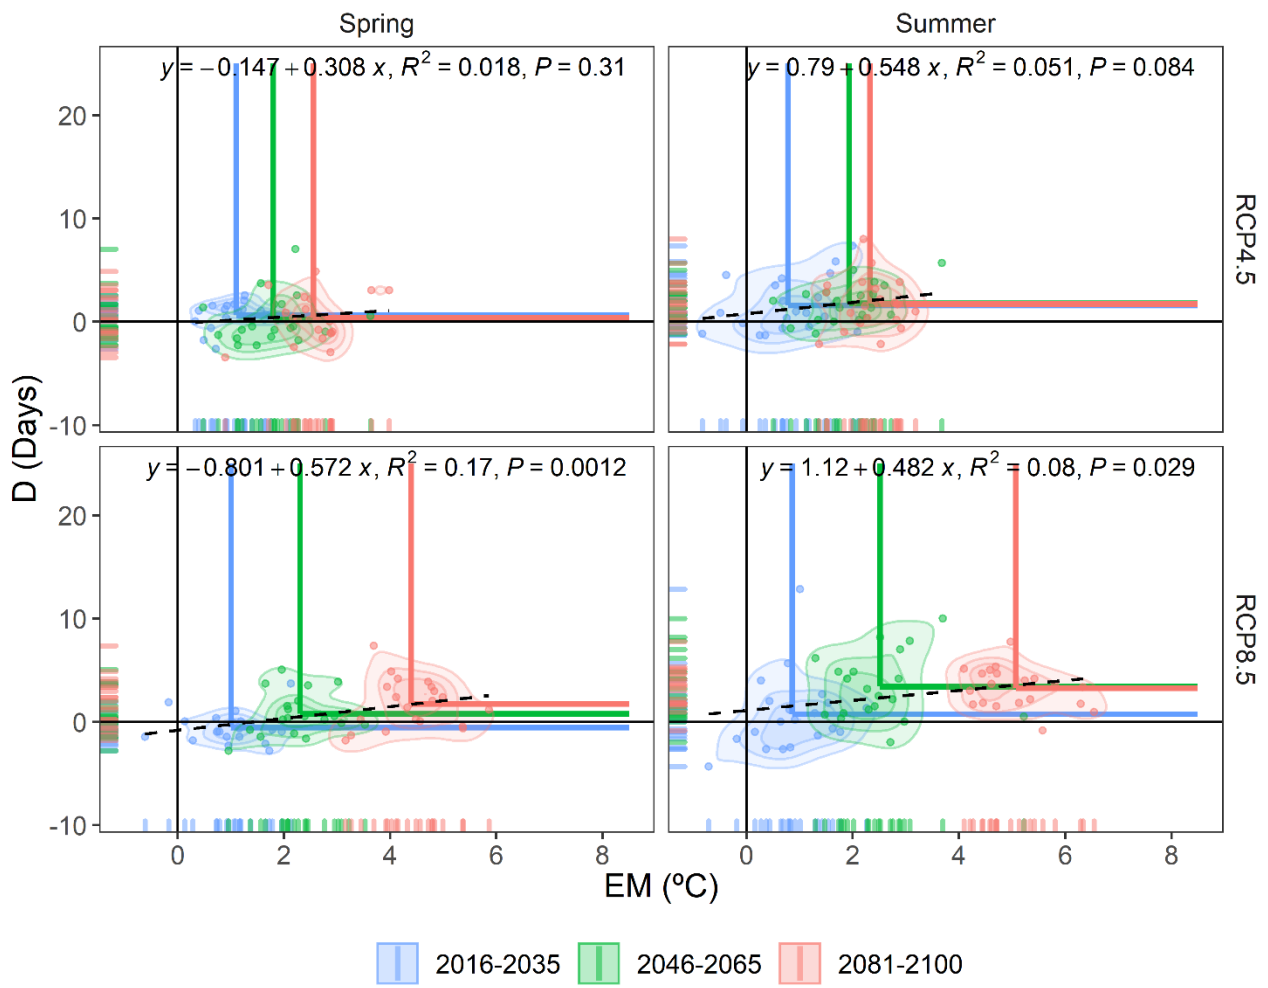 Spring
Summer
y = −0.147 + 0.308 x, R² = 0.018, P = 0.31
y = 0.79 + 0.548 x, R² = 0.051, P = 0.084
20
10
0
-10
RCP4.5
y = −0.801 + 0.572 x, R² = 0.17, P = 0.0012
y = 1.12 + 0.482 x, R² = 0.08, P = 0.029
20
10
0
-10
RCP8.5
D (Days)
0 2 4 6 8
0 2 4 6 8
EM (ºC)
2016-2035 2046-2065 2081-2100